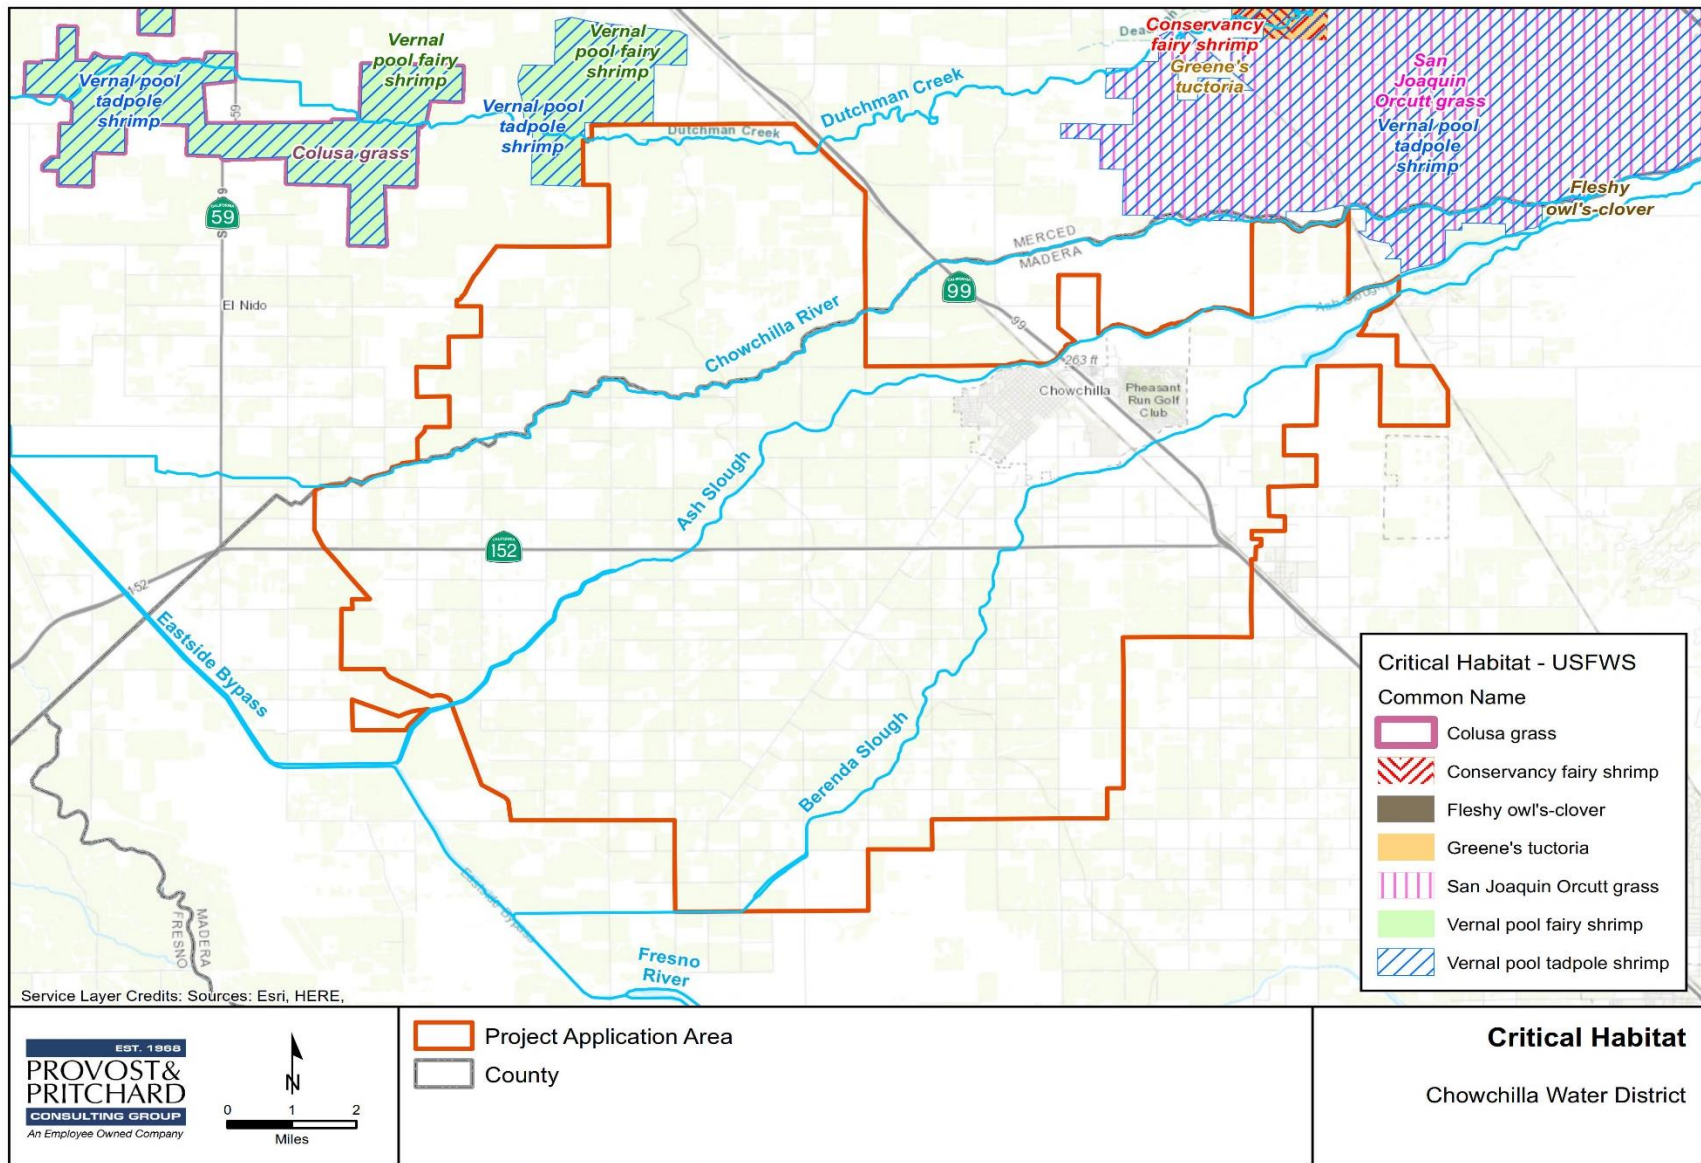 Vernal
pool fairy
shrimp
Vernal
pool fairy
shrimp
Conservancy
fairy shrimp
Greene's
tuctoria
San
Joaquin
Orcutt grass
Vernal pool
tadpole
shrimp
Vernal pool
tadpole
shrimp
Vernal pool
tadpole
shrimp
Colusa grass
Dutchman Creek
Dutchman Creek
59
CALIFORNIA
59
Fleshy
owl's-clover
MERCED
MADERA
CALIFORNIA
99
99
El Nido
Chowchilla River
Ash Slough
263 ft
Chowchilla
Pheasant
Run Golf
Club
Ash Slough
CALIFORNIA
152
152
Eastside Bypass
Berenda Slough
Eastside Bypass
MADERA
FRESNO
Fresno
River
Critical Habitat - USFWS
Common Name
Colusa grass
Conservancy fairy shrimp
Fleshy owl's-clover
Greene's tuctoria
San Joaquin Orcutt grass
Vernal pool fairy shrimp
Vernal pool tadpole shrimp
Service Layer Credits: Sources: Esri, HERE,
EST. 1968
PROVOST&
PRITCHARD
CONSULTING GROUP
An Employee Owned Company
N
0 1 2
Miles
Project Application Area
County
Critical Habitat
Chowchilla Water District